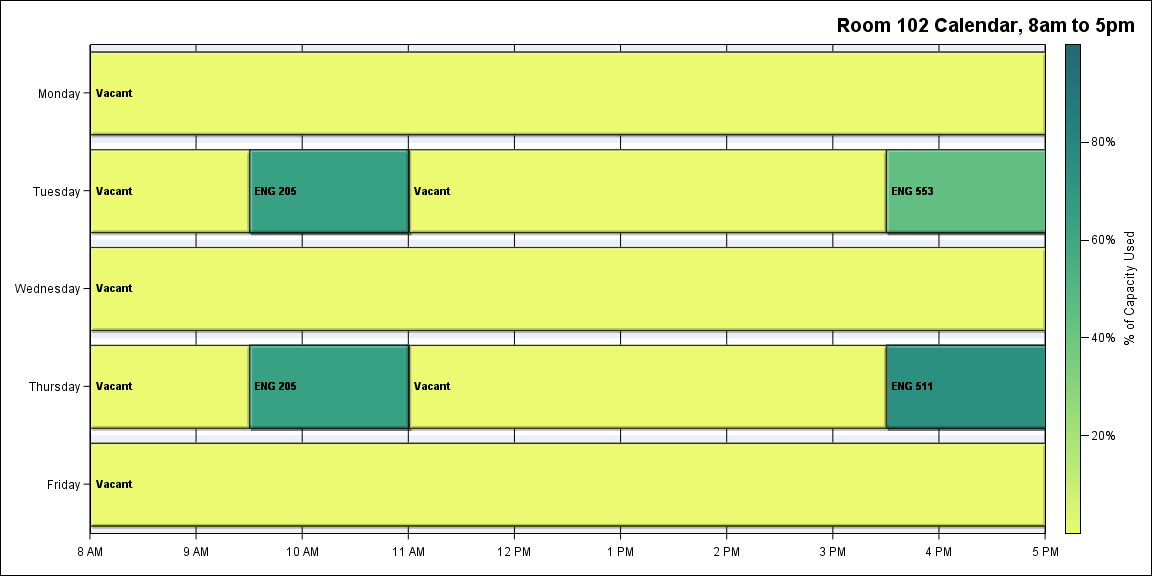 Room 102 Calendar, 8am to 5pm
Monday
Vacant
Tuesday
Vacant
ENG 205
Vacant
ENG 553
Wednesday
Vacant
Thursday
Vacant
ENG 205
Vacant
ENG 511
Friday
Vacant
8 AM 9 AM 10 AM 11 AM 12 PM 1 PM 2 PM 3 PM 4 PM 5 PM
80%
60%
40%
20%
% of Capacity Used